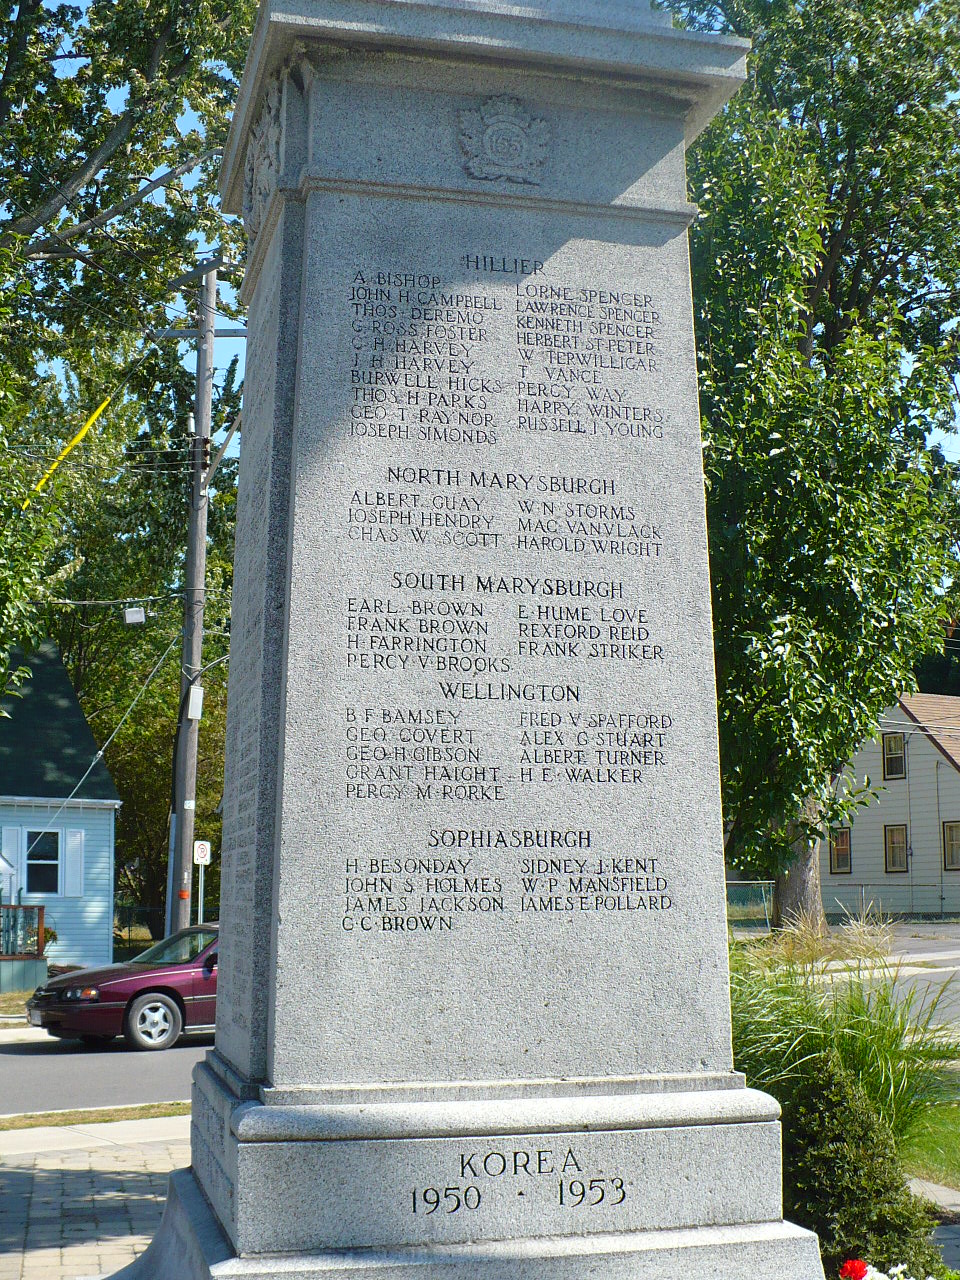 155
HILLIER
A. BISHOP
JOHN H. CAMPBELL
THOS. DEREMO
G. ROSS FOSTER
C. H. HARVEY
J. H. HARVEY
BURWELL HICKS
THOS. H. PARKS
GEO. T. RAYNOR
JOSEPH SIMONDS
LORNE SPENCER
LAWRENCE SPENCER
KENNETH SPENCER
HERBERT ST. PETER
W. TERWILLIGAR
T. VANCE
PERCY WAY
HARRY WINTERS
RUSSELL J. YOUNG
NORTH MARYSBURGH
ALBERT GUAY
JOSEPH HENDRY
CHAS. W. SCOTT
W. N. STORMS
MAC. VANVLACK
HAROLD WRIGHT
SOUTH MARYSBURGH
EARL BROWN
FRANK BROWN
H. FARRINGTON
PERCY V. BROOKS
E. HUME LOVE
REXFORD REID
FRANK STRIKER
WELLINGTON
B. F. BAMSEY
GEO. COVERT
GEO. H. GIBSON
GRANT HAIGHT
PERCY M. RORKE
FRED V. SPAFFORD
ALEX G. STUART
ALBERT TURNER
H. E. WALKER
SOPHIASBURGH
H. BESONDAY
JOHN S. HOLMES
JAMES JACKSON
C. C. BROWN
SIDNEY J. KENT
W. P. MANSFIELD
JAMES E. POLLARD
KOREA
1950 · 1953